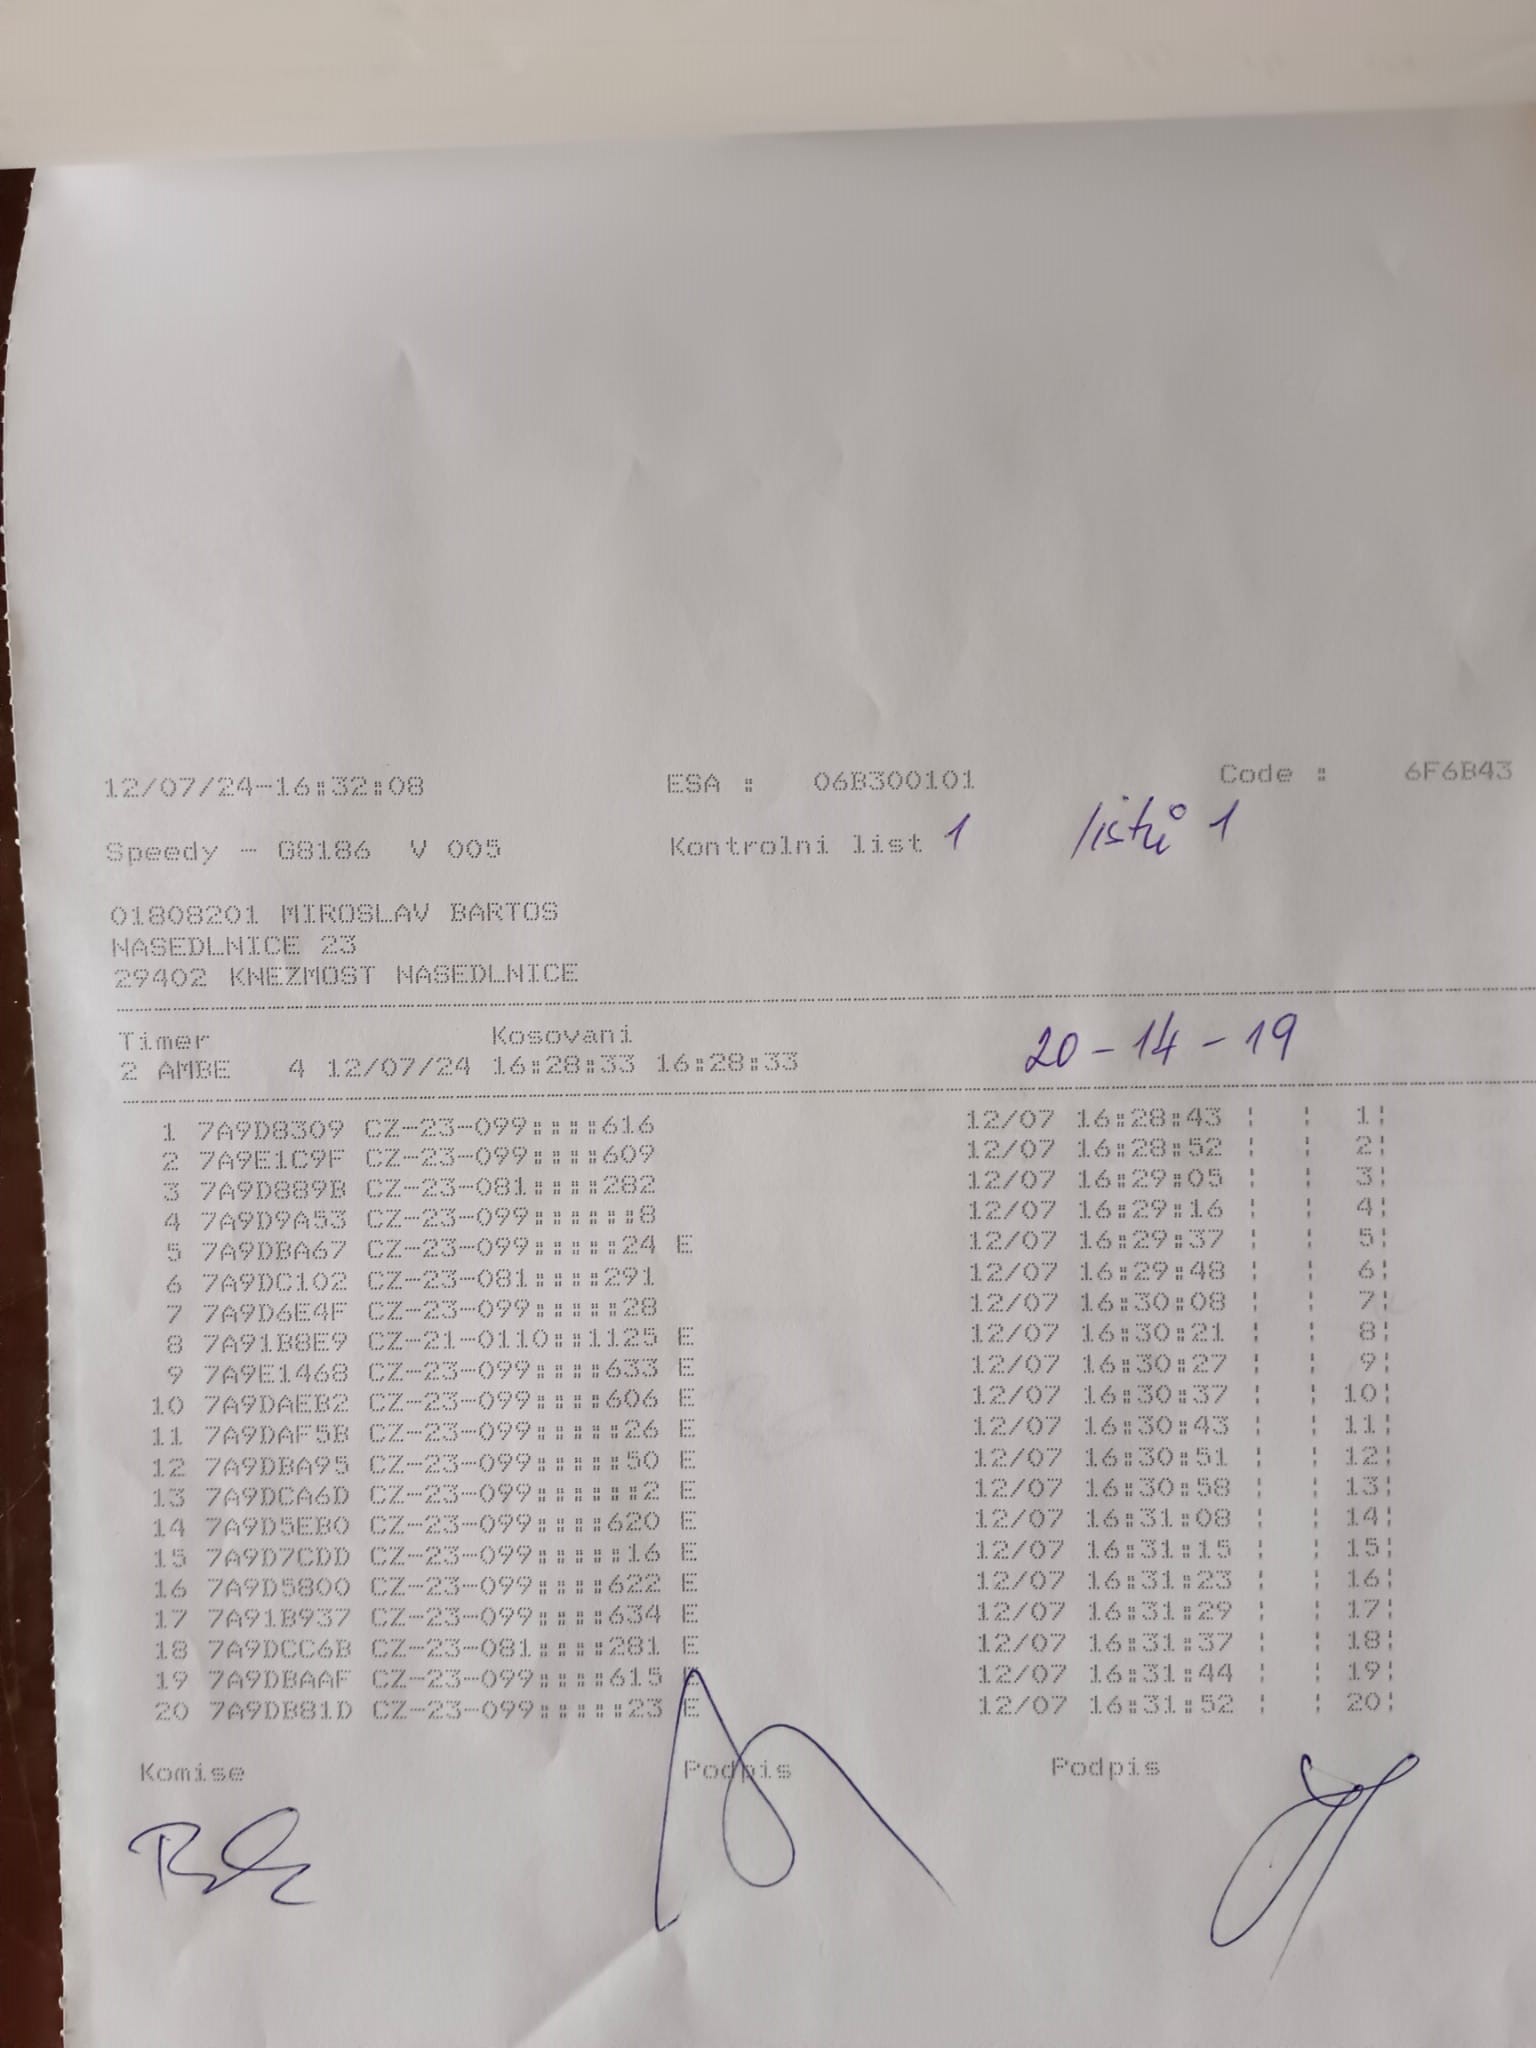 12/07/24-16:32:08 ESA : 06B300101 Code : 6F6B43
Speedy - G8186 V 005 Kontrolni list 1 listů 1
01808201 MIROSLAV BARTOS
NASEDLNICE 23
29402 KNEZMOST NASEDLNICE
Timer Kosovani
2 AMBE 4 12/07/24 16:28:33 16:28:33 20-14-19
1 7A9D8309 CZ-23-099::::616 12/07 16:28:43 ¦ ¦ 1¦
2 7A9E1C9F CZ-23-099::::609 12/07 16:28:52 ¦ ¦ 2¦
3 7A9D889B CZ-23-081::::282 12/07 16:29:05 ¦ ¦ 3¦
4 7A9D9A53 CZ-23-099::::::8 12/07 16:29:16 ¦ ¦ 4¦
5 7A9DBA67 CZ-23-099:::::24 E 12/07 16:29:37 ¦ ¦ 5¦
6 7A9DC102 CZ-23-081::::291 12/07 16:29:48 ¦ ¦ 6¦
7 7A9D6E4F CZ-23-099:::::28 12/07 16:30:08 ¦ ¦ 7¦
8 7A91B8E9 CZ-21-0110::1125 E 12/07 16:30:21 ¦ ¦ 8¦
9 7A9E1468 CZ-23-099::::633 E 12/07 16:30:27 ¦ ¦ 9¦
10 7A9DAEB2 CZ-23-099::::606 E 12/07 16:30:37 ¦ ¦ 10¦
11 7A9DAF5B CZ-23-099:::::26 E 12/07 16:30:43 ¦ ¦ 11¦
12 7A9DBA95 CZ-23-099:::::50 E 12/07 16:30:51 ¦ ¦ 12¦
13 7A9DCA6D CZ-23-099::::::2 E 12/07 16:30:58 ¦ ¦ 13¦
14 7A9D5EB0 CZ-23-099::::620 E 12/07 16:31:08 ¦ ¦ 14¦
15 7A9D7CDD CZ-23-099:::::16 E 12/07 16:31:15 ¦ ¦ 15¦
16 7A9D5800 CZ-23-099::::622 E 12/07 16:31:23 ¦ ¦ 16¦
17 7A91B937 CZ-23-099::::634 E 12/07 16:31:29 ¦ ¦ 17¦
18 7A9DCC6B CZ-23-081::::281 E 12/07 16:31:37 ¦ ¦ 18¦
19 7A9DBAAF CZ-23-099::::615 E 12/07 16:31:44 ¦ ¦ 19¦
20 7A9DB81D CZ-23-099:::::23 E 12/07 16:31:52 ¦ ¦ 20¦
Komise Podpis Podpis